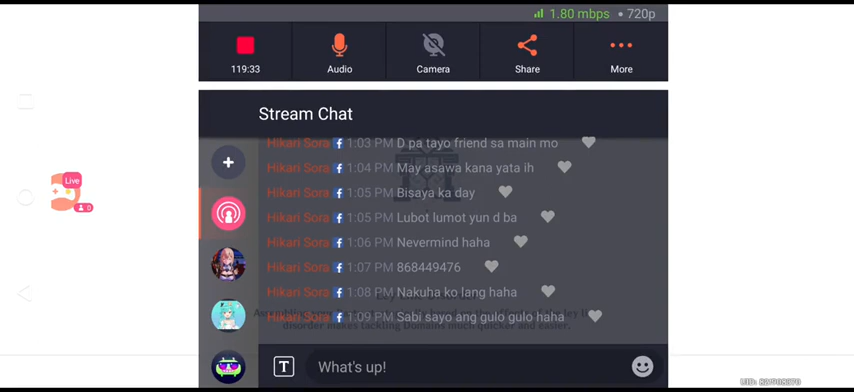 1.80 mbps • 720p
119:33
Audio
Camera
Share
More
Live
0
Stream Chat
Hikari Sora 1:03 PM D pa tayo friend sa main mo
Hikari Sora 1:04 PM May asawa kana yata ih
Hikari Sora 1:05 PM Bisaya ka day
Hikari Sora 1:05 PM Lubot lumot yun d ba
Hikari Sora 1:06 PM Nevermind haha
Hikari Sora 1:07 PM 868449476
Hikari Sora 1:08 PM Nakuha ko lang haha
Hikari Sora 1:09 PM Sabi sayo ang gulo gulo haha
disorder makes tackling Domains much quicker and easier.
T What's up!